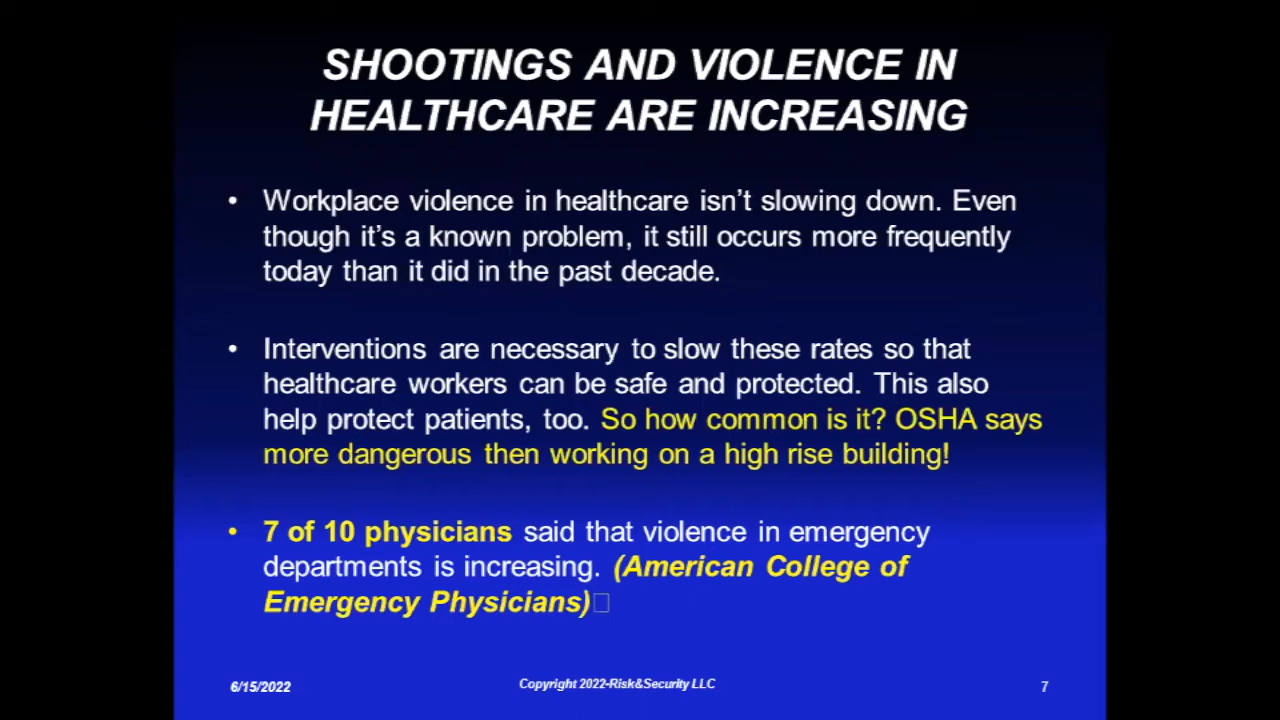 SHOOTINGS AND VIOLENCE IN
HEALTHCARE ARE INCREASING
• Workplace violence in healthcare isn’t slowing down. Even
though it’s a known problem, it still occurs more frequently
today than it did in the past decade.
• Interventions are necessary to slow these rates so that
healthcare workers can be safe and protected. This also
help protect patients, too. So how common is it? OSHA says
more dangerous then working on a high rise building!
• 7 of 10 physicians said that violence in emergency
departments is increasing. (American College of
Emergency Physicians)
6/15/2022
Copyright 2022-Risk&Security LLC
7